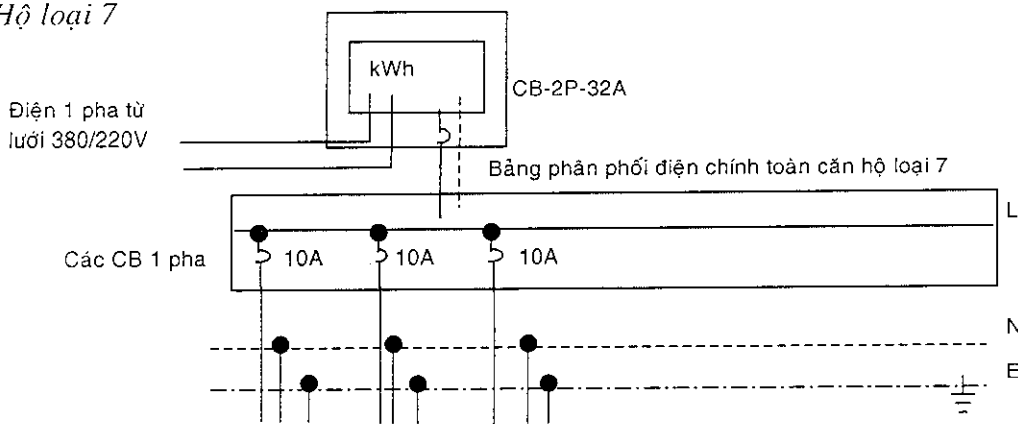 Hộ loại 7
kWh
CB-2P-32A
Điện 1 pha từ
lưới 380/220V
Bảng phân phối điện chính toàn căn hộ loại 7
L
Các CB 1 pha
10A
10A
10A
N
E